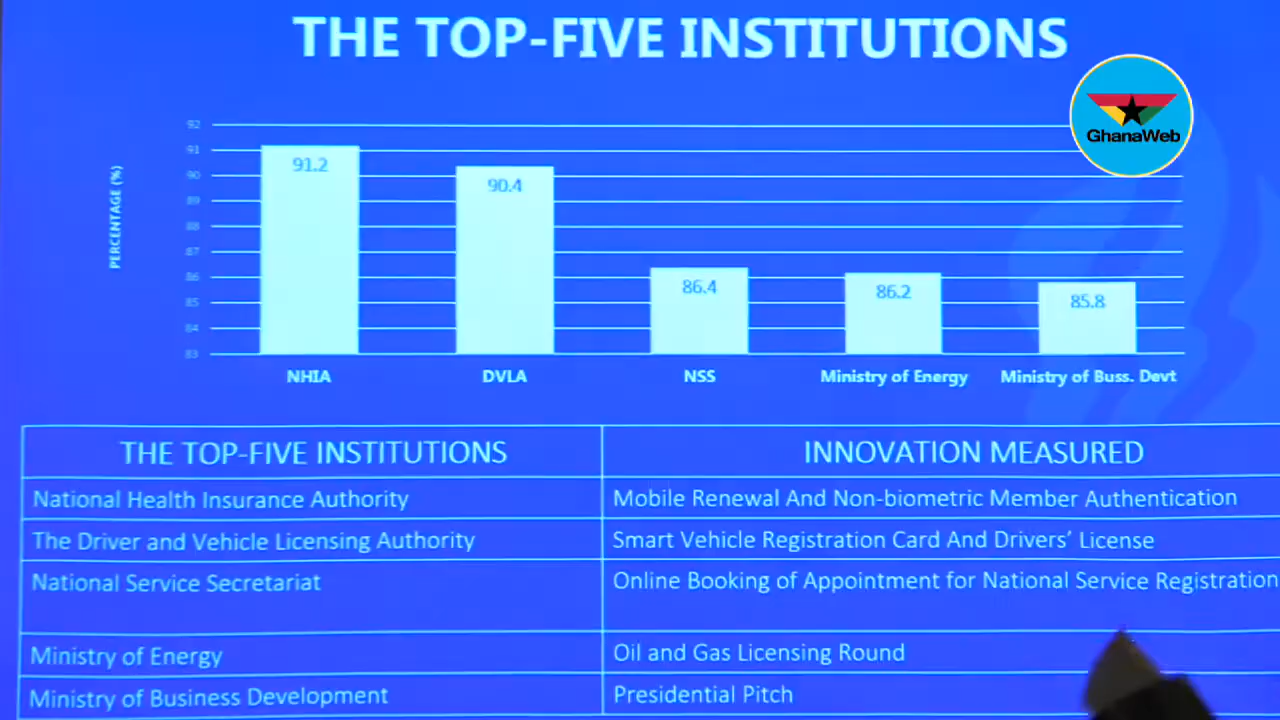 THE TOP-FIVE INSTITUTIONS
GhanaWeb
PERCENTAGE (%)
92
91
90
89
88
87
86
85
84
83
91.2
90.4
86.4
86.2
85.8
NHIA
DVLA
NSS
Ministry of Energy
Ministry of Buss. Devt
THE TOP-FIVE INSTITUTIONS INNOVATION MEASURED
National Health Insurance Authority Mobile Renewal And Non-biometric Member Authentication
The Driver and Vehicle Licensing Authority Smart Vehicle Registration Card And Drivers' License
National Service Secretariat Online Booking of Appointment for National Service Registration
Ministry of Energy Oil and Gas Licensing Round
Ministry of Business Development Presidential Pitch